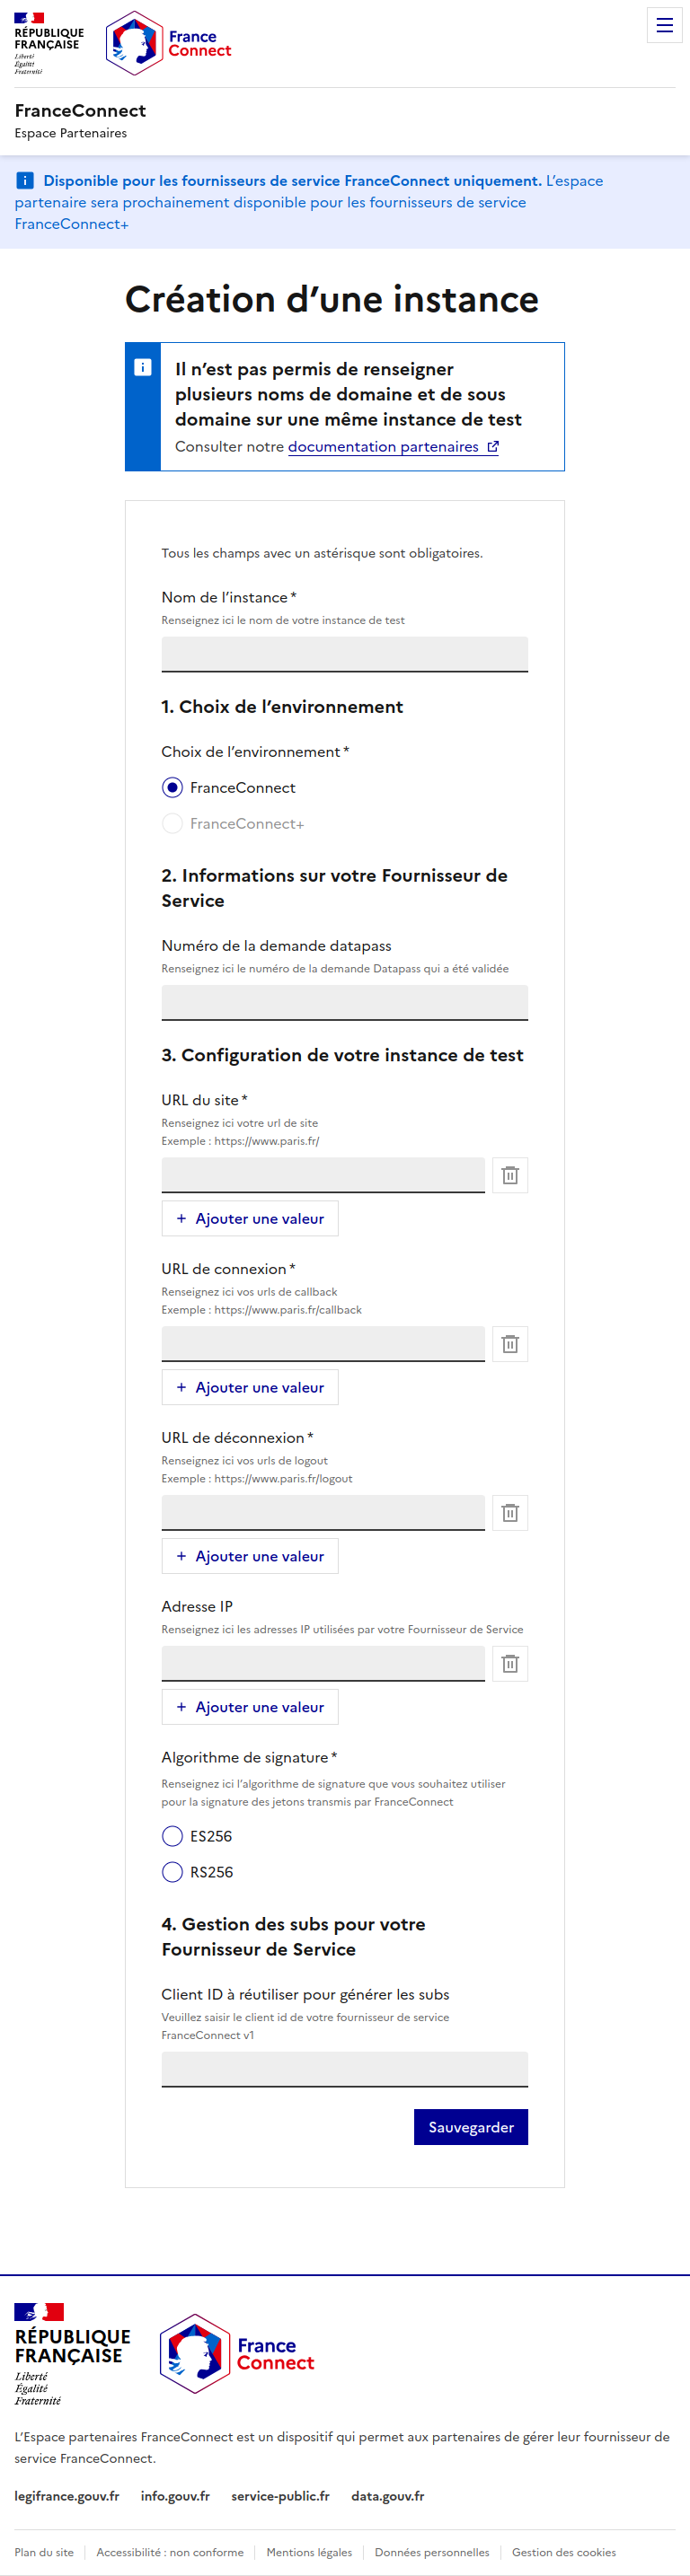 RÉPUBLIQUE
FRANÇAISE
Liberté
Égalité
Fraternité
France
Connect
FranceConnect
Espace Partenaires
Disponible pour les fournisseurs de service FranceConnect uniquement. L’espace
partenaire sera prochainement disponible pour les fournisseurs de service
FranceConnect+
Création d’une instance
Il n’est pas permis de renseigner
plusieurs noms de domaine et de sous
domaine sur une même instance de test
Consulter notre documentation partenaires
Tous les champs avec un astérisque sont obligatoires.
Nom de l’instance *
Renseignez ici le nom de votre instance de test
1. Choix de l’environnement
Choix de l’environnement *
FranceConnect
FranceConnect+
2. Informations sur votre Fournisseur de
Service
Numéro de la demande datapass
Renseignez ici le numéro de la demande Datapass qui a été validée
3. Configuration de votre instance de test
URL du site *
Renseignez ici votre url de site
Exemple : https://www.paris.fr/
+ Ajouter une valeur
URL de connexion *
Renseignez ici vos urls de callback
Exemple : https://www.paris.fr/callback
+ Ajouter une valeur
URL de déconnexion *
Renseignez ici vos urls de logout
Exemple : https://www.paris.fr/logout
+ Ajouter une valeur
Adresse IP
Renseignez ici les adresses IP utilisées par votre Fournisseur de Service
+ Ajouter une valeur
Algorithme de signature *
Renseignez ici l’algorithme de signature que vous souhaitez utiliser
pour la signature des jetons transmis par FranceConnect
ES256
RS256
4. Gestion des subs pour votre
Fournisseur de Service
Client ID à réutiliser pour générer les subs
Veuillez saisir le client id de votre fournisseur de service
FranceConnect v1
Sauvegarder
RÉPUBLIQUE
FRANÇAISE
Liberté
Égalité
Fraternité
France
Connect
L’Espace partenaires FranceConnect est un dispositif qui permet aux partenaires de gérer leur fournisseur de
service FranceConnect.
legifrance.gouv.fr info.gouv.fr service-public.fr data.gouv.fr
Plan du site Accessibilité : non conforme Mentions légales Données personnelles Gestion des cookies